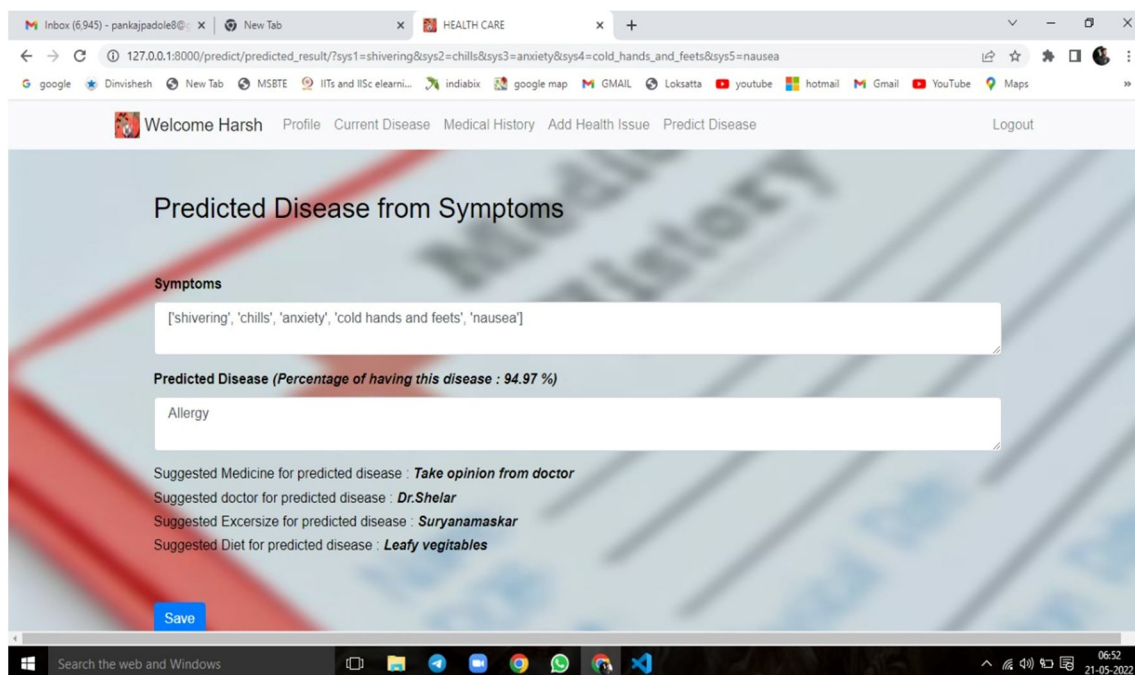 Inbox (6,945) - pankajpadole8@g
New Tab
HEALTH CARE
127.0.0.1:8000/predict/predicted_result/?sys1=shivering&sys2=chills&sys3=anxiety&sys4=cold_hands_and_feets&sys5=nausea
google Dinvishesh New Tab MSBTE IITs and IISc elearni... indiabix google map GMAIL Loksatta youtube hotmail Gmail YouTube Maps »
Welcome Harsh Profile Current Disease Medical History Add Health Issue Predict Disease Logout
Medical
History
Predicted Disease from Symptoms
Symptoms
['shivering', 'chills', 'anxiety', 'cold hands and feets', 'nausea']
Predicted Disease (Percentage of having this disease : 94.97 %)
Allergy
Suggested Medicine for predicted disease : Take opinion from doctor
Suggested doctor for predicted disease : Dr.Shelar
Suggested Excersize for predicted disease : Suryanamaskar
Suggested Diet for predicted disease : Leafy vegitables
Save
Search the web and Windows
06:52
21-05-2022